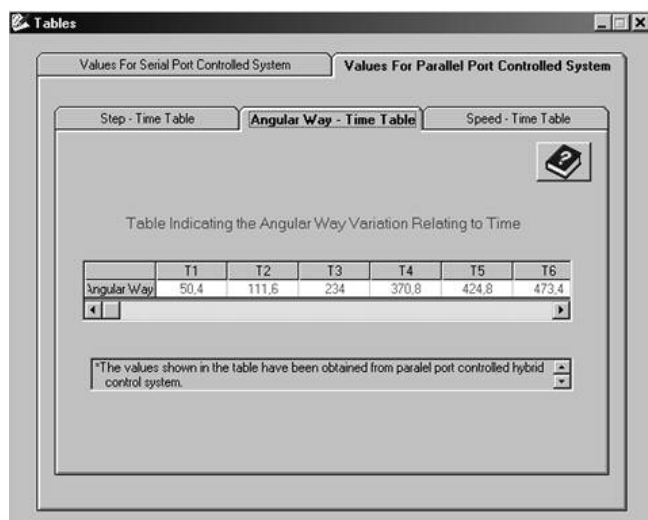 Tables
Values For Serial Port Controlled System Values For Parallel Port Controlled System
Step - Time Table Angular Way - Time Table Speed - Time Table
Table Indicating the Angular Way Variation Relating to Time
T1 T2 T3 T4 T5 T6
Angular Way 50,4 111,6 234 370,8 424,8 473,4
*The values shown in the table have been obtained from paralel port controlled hybrid
control system.